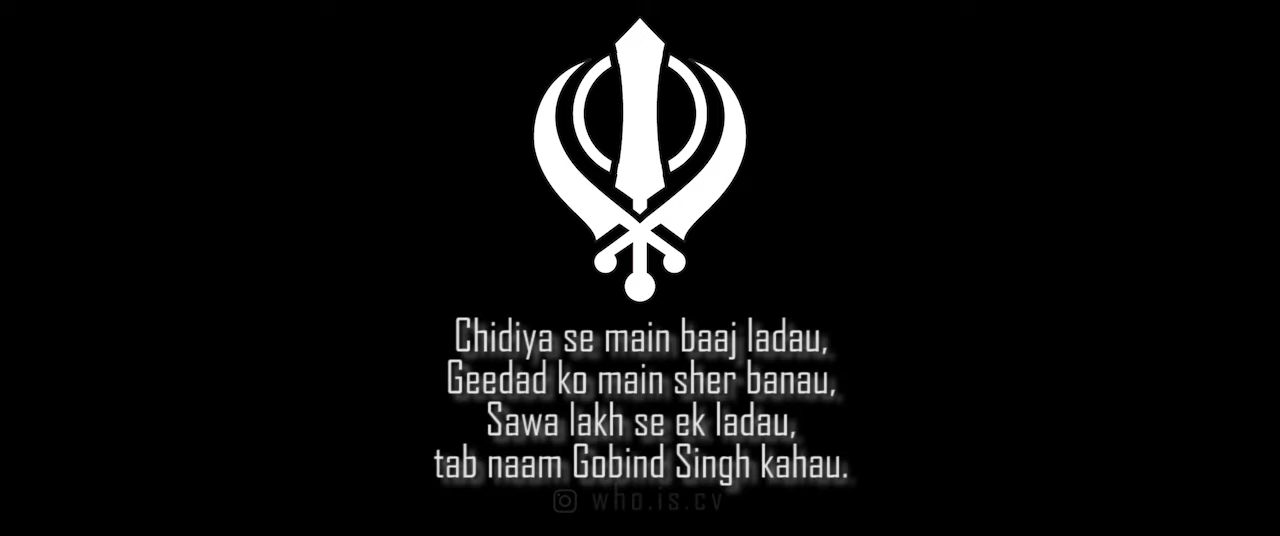 Chidiya se main baaj ladau,
Geedad ko main sher banau,
Sawa lakh se ek ladau,
tab naam Gobind Singh kahau.
who.is.cv